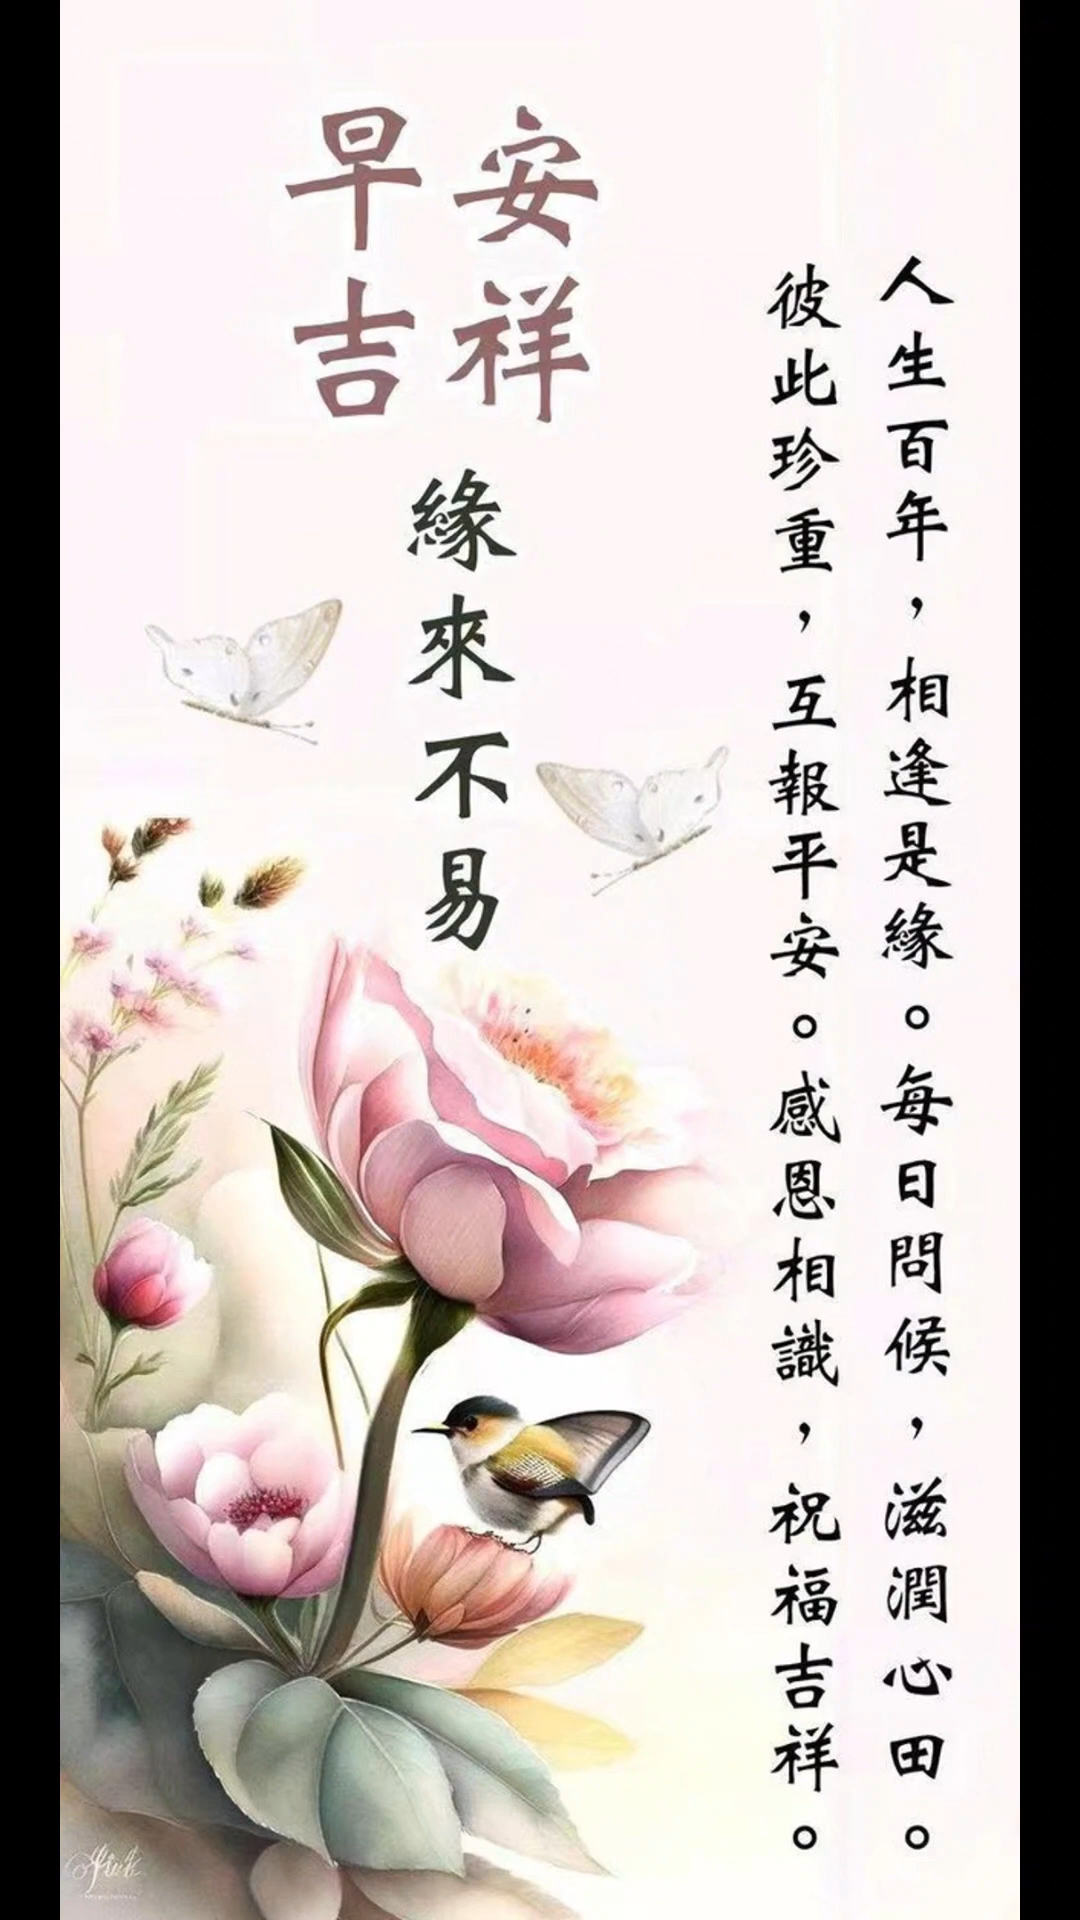 早安
吉祥
緣來不易
人生百年，相逢是緣。每日問候，滋潤心田。
彼此珍重，互報平安。感恩相識，祝福吉祥。